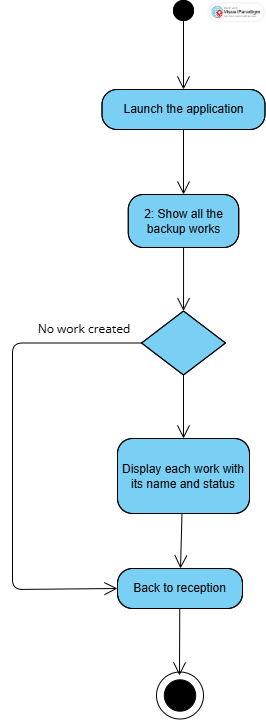 Visual Paradigm
Launch the application
2: Show all the
backup works
No work created
Display each work with
its name and status
Back to reception